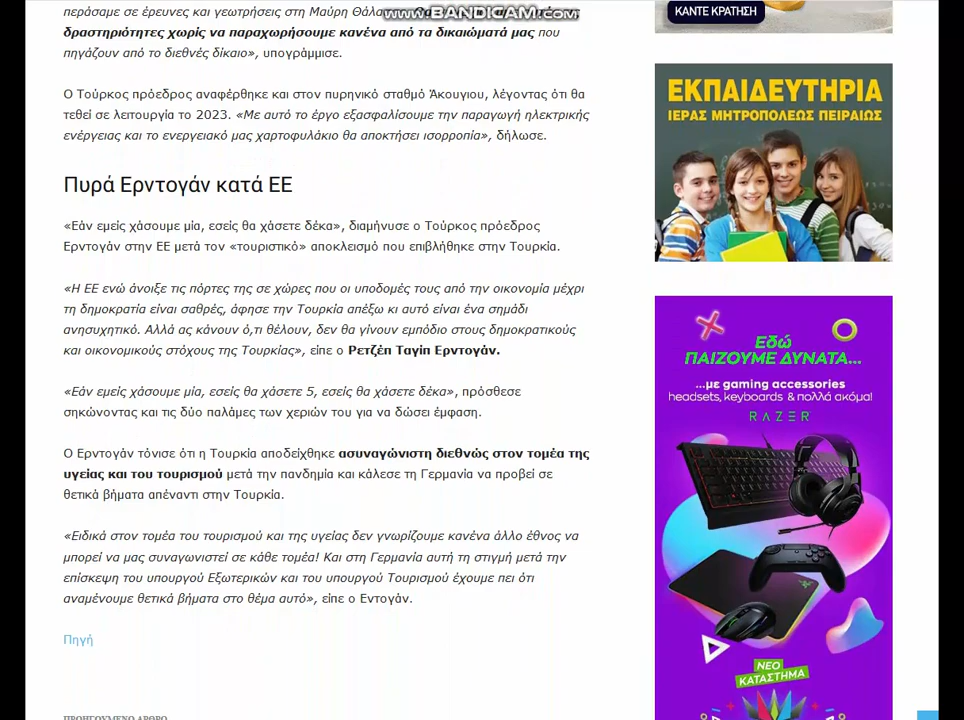 περάσαμε σε έρευνες και γεωτρήσεις στη Μαύρη
www.BANDICAM.com
δραστηριότητες χωρίς να παραχωρήσουμε κανένα από τα δικαιώματά μας που
πηγάζουν από το διεθνές δίκαιο», υπογράμμισε.
Ο Τούρκος πρόεδρος αναφέρθηκε και στον πυρηνικό σταθμό Άκουγιου, λέγοντας ότι θα
τεθεί σε λειτουργία το 2023. «Με αυτό το έργο εξασφαλίσουμε την παραγωγή ηλεκτρικής
ενέργειας και το ενεργειακό μας χαρτοφυλάκιο θα αποκτήσει ισορροπία», δήλωσε.
Πυρά Ερντογάν κατά ΕΕ
«Εάν εμείς χάσουμε μία, εσείς θα χάσετε δέκα», διαμήνυσε ο Τούρκος πρόεδρος
Ερντογάν στην ΕΕ μετά τον «τουριστικό» αποκλεισμό που επιβλήθηκε στην Τουρκία.
«Η ΕΕ ενώ άνοιξε τις πόρτες της σε χώρες που οι υποδομές τους από την οικονομία μέχρι
τη δημοκρατία είναι σαθρές, άφησε την Τουρκία απέξω κι αυτό είναι ένα σημάδι
ανησυχητικό. Αλλά ας κάνουν ό,τι θέλουν, δεν θα γίνουν εμπόδιο στους δημοκρατικούς
και οικονομικούς στόχους της Τουρκίας», είπε ο Ρετζέπ Ταγίπ Ερντογάν.
«Εάν εμείς χάσουμε μία, εσείς θα χάσετε 5, εσείς θα χάσετε δέκα», πρόσθεσε
σηκώνοντας και τις δύο παλάμες των χεριών του για να δώσει έμφαση.
Ο Ερντογάν τόνισε ότι η Τουρκία αποδείχθηκε ασυναγώνιστη διεθνώς στον τομέα της
υγείας και του τουρισμού μετά την πανδημία και κάλεσε τη Γερμανία να προβεί σε
θετικά βήματα απέναντι στην Τουρκία.
«Ειδικά στον τομέα του τουρισμού και της υγείας δεν γνωρίζουμε κανένα άλλο έθνος να
μπορεί να μας συναγωνιστεί σε κάθε τομέα! Και στη Γερμανία αυτή τη στιγμή μετά την
επίσκεψη του υπουργού Εξωτερικών και του υπουργού Τουρισμού έχουμε πει ότι
αναμένουμε θετικά βήματα στο θέμα αυτό», είπε ο Εντογάν.
Πηγή
ΠΡΟΗΓΟΥΜΕΝΟ ΑΡΘΡΟ
ΚΑΝΤΕ ΚΡΑΤΗΣΗ
ΕΚΠΑΙΔΕΥΤΗΡΙΑ
ΙΕΡΑΣ ΜΗΤΡΟΠΟΛΕΩΣ ΠΕΙΡΑΙΩΣ
Εδώ
ΠΑΙΖΟΥΜΕ ΔΥΝΑΤΑ...
...με gaming accessories
headsets, keyboards & πολλά ακόμα!
RAZER
ΝΕΟ
ΚΑΤΑΣΤΗΜΑ